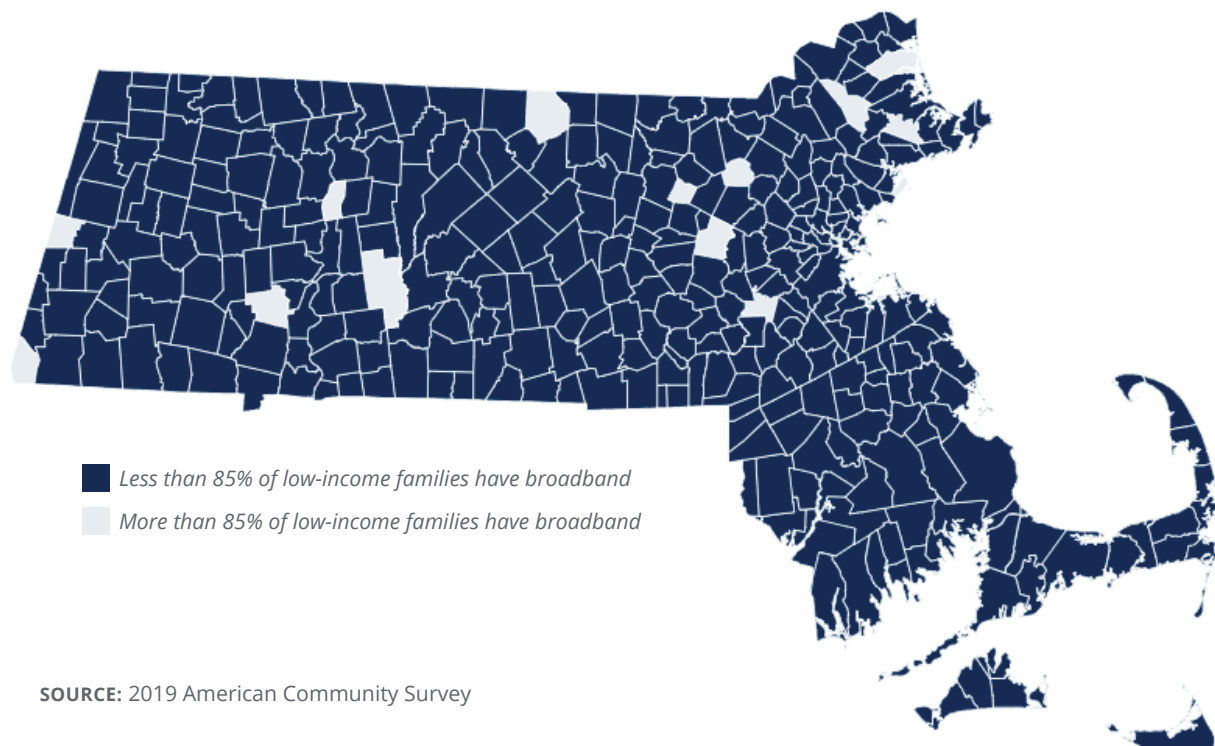 Less than 85% of low-income families have broadband
More than 85% of low-income families have broadband
SOURCE: 2019 American Community Survey